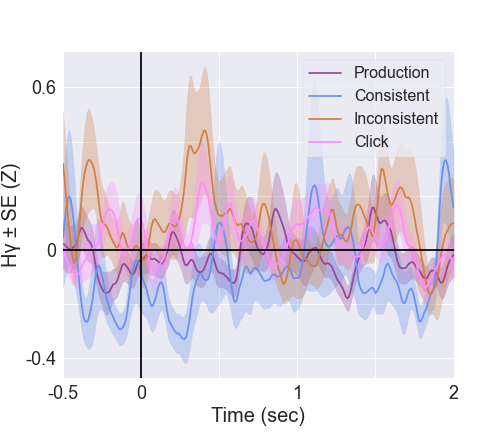 Production
Consistent
Inconsistent
Click
Hγ ± SE (Z)
0.6
0
-0.4
-0.5
0
1
2
Time (sec)